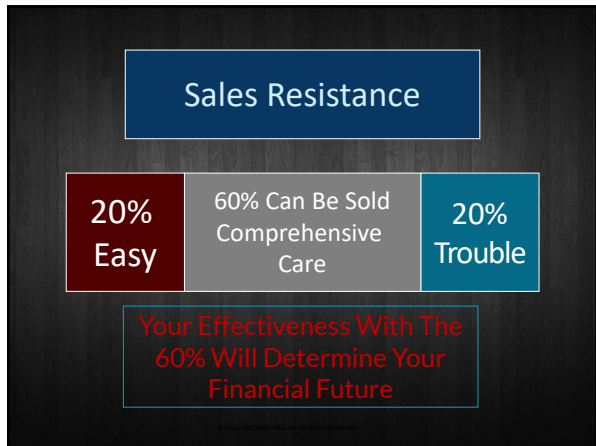 Sales Resistance
20%
Easy
60% Can Be Sold
Comprehensive
Care
20%
Trouble
Your Effectiveness With The
60% Will Determine Your
Financial Future